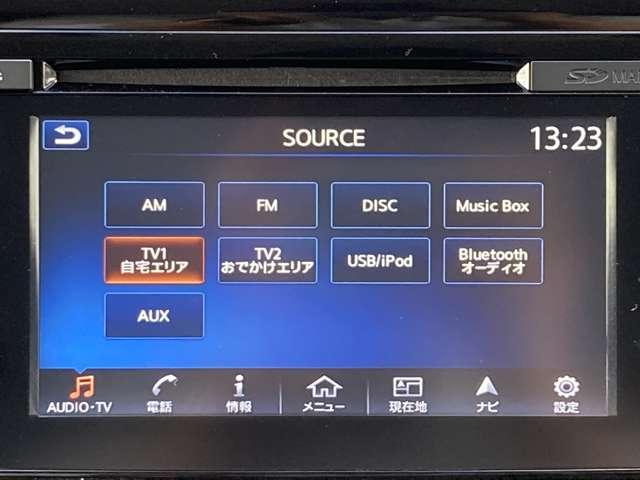 SD MA
SOURCE
13:23
AM
FM
DISC
Music Box
TV1
自宅エリア
TV2
おでかけエリア
USB/iPod
Bluetooth
オーディオ
AUX
AUDIO・TV
電話
情報
メニュー
現在地
ナビ
設定